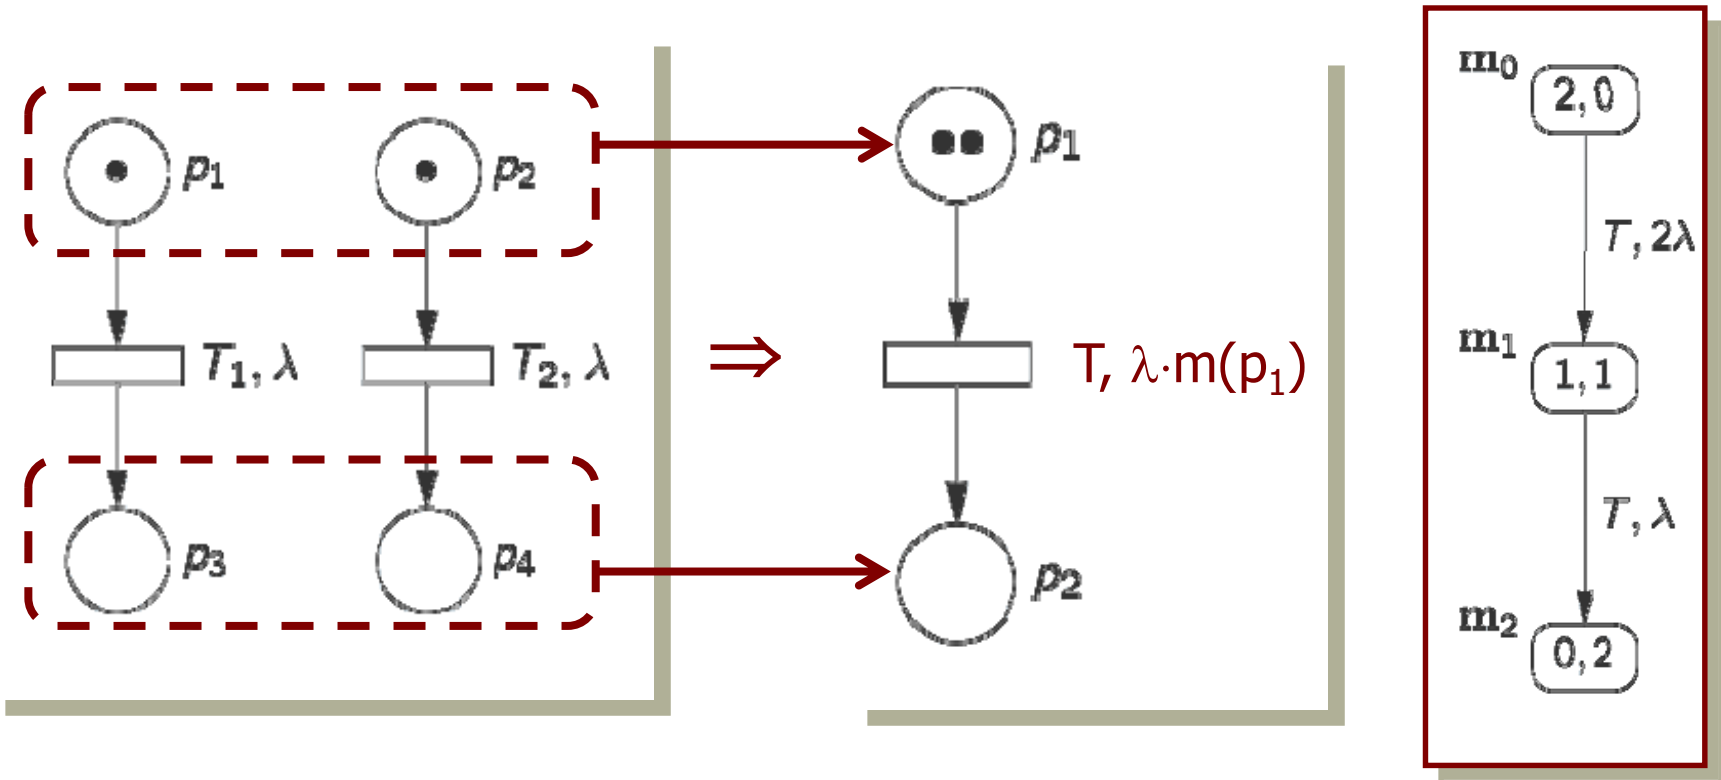 p₁
p₂
T₁, λ
T₂, λ
p₃
p₄
⇒
p₁
T, λ·m(p₁)
p₂
m₀
2, 0
T, 2λ
m₁
1, 1
T, λ
m₂
0, 2